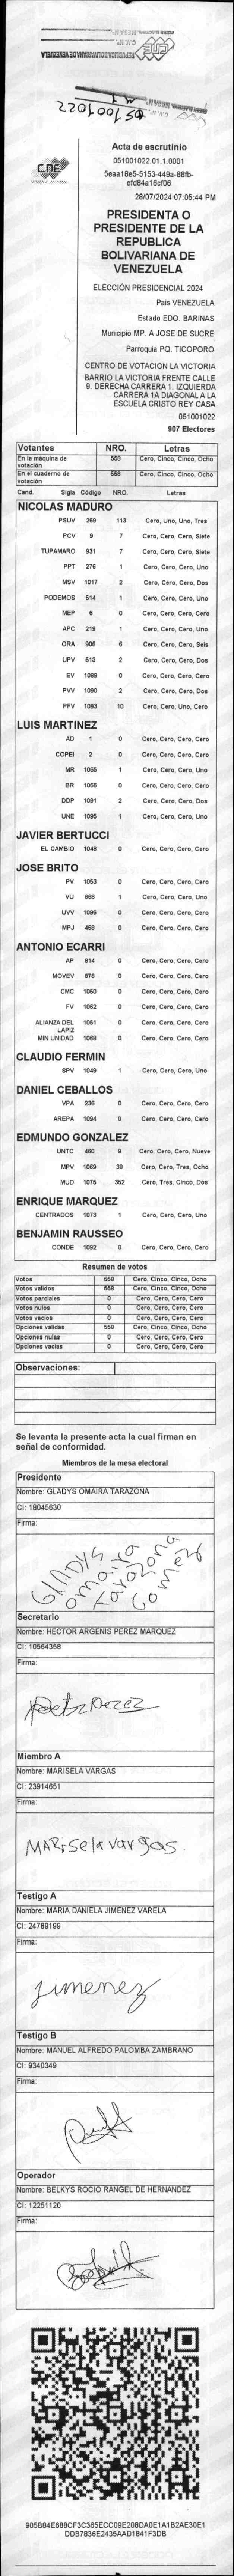 051001022
CNE
Acta de escrutinio
051001022.01.1.0001
5eaa18e5-5153-449a-88fb-
efd84a16cf06
28/07/2024 07:05:44 PM
PRESIDENTA O
PRESIDENTE DE LA
REPUBLICA
BOLIVARIANA DE
VENEZUELA
ELECCIÓN PRESIDENCIAL 2024
País VENEZUELA
Estado EDO. BARINAS
Municipio MP. A JOSE DE SUCRE
Parroquia PQ. TICOPORO
CENTRO DE VOTACION LA VICTORIA
BARRIO LA VICTORIA FRENTE CALLE
9. DERECHA CARRERA 1. IZQUIERDA
CARRERA 1A DIAGONAL A LA
ESCUELA CRISTO REY CASA
051001022
907 Electores
Votantes NRO. Letras
En la máquina de votación 558 Cero, Cinco, Cinco, Ocho
En el cuaderno de votación 558 Cero, Cinco, Cinco, Ocho
Cand. Sigla Código NRO. Letras
NICOLAS MADURO
PSUV 269 113 Cero, Uno, Uno, Tres
PCV 9 7 Cero, Cero, Cero, Siete
TUPAMARO 931 7 Cero, Cero, Cero, Siete
PPT 276 1 Cero, Cero, Cero, Uno
MSV 1017 2 Cero, Cero, Cero, Dos
PODEMOS 514 1 Cero, Cero, Cero, Uno
MEP 6 0 Cero, Cero, Cero, Cero
APC 219 1 Cero, Cero, Cero, Uno
ORA 906 6 Cero, Cero, Cero, Seis
UPV 513 2 Cero, Cero, Cero, Dos
EV 1089 0 Cero, Cero, Cero, Cero
PVV 1090 2 Cero, Cero, Cero, Dos
PFV 1093 10 Cero, Cero, Uno, Cero
LUIS MARTINEZ
AD 1 0 Cero, Cero, Cero, Cero
COPEI 2 0 Cero, Cero, Cero, Cero
MR 1065 1 Cero, Cero, Cero, Uno
BR 1066 0 Cero, Cero, Cero, Cero
DDP 1091 2 Cero, Cero, Cero, Dos
UNE 1095 1 Cero, Cero, Cero, Uno
JAVIER BERTUCCI
EL CAMBIO 1048 0 Cero, Cero, Cero, Cero
JOSE BRITO
PV 1053 0 Cero, Cero, Cero, Cero
VU 868 1 Cero, Cero, Cero, Uno
UVV 1096 0 Cero, Cero, Cero, Cero
MPJ 458 0 Cero, Cero, Cero, Cero
ANTONIO ECARRI
AP 814 0 Cero, Cero, Cero, Cero
MOVEV 878 0 Cero, Cero, Cero, Cero
CMC 1050 0 Cero, Cero, Cero, Cero
FV 1062 0 Cero, Cero, Cero, Cero
ALIANZA DEL LAPIZ 1051 0 Cero, Cero, Cero, Cero
MIN UNIDAD 1069 0 Cero, Cero, Cero, Cero
CLAUDIO FERMIN
SPV 1049 1 Cero, Cero, Cero, Uno
DANIEL CEBALLOS
VPA 236 0 Cero, Cero, Cero, Cero
AREPA 1094 0 Cero, Cero, Cero, Cero
EDMUNDO GONZALEZ
UNTC 460 9 Cero, Cero, Cero, Nueve
MPV 1069 38 Cero, Cero, Tres, Ocho
MUD 1075 352 Cero, Tres, Cinco, Dos
ENRIQUE MARQUEZ
CENTRADOS 1073 1 Cero, Cero, Cero, Uno
BENJAMIN RAUSSEO
CONDE 1092 0 Cero, Cero, Cero, Cero
Resumen de votos
Votos 558 Cero, Cinco, Cinco, Ocho
Votos validos 558 Cero, Cinco, Cinco, Ocho
Votos parciales 0 Cero, Cero, Cero, Cero
Votos nulos 0 Cero, Cero, Cero, Cero
Votos vacios 0 Cero, Cero, Cero, Cero
Opciones validas 558 Cero, Cinco, Cinco, Ocho
Opciones nulas 0 Cero, Cero, Cero, Cero
Opciones vacias 0 Cero, Cero, Cero, Cero
Observaciones:
Se levanta la presente acta la cual firman en
señal de conformidad.
Miembros de la mesa electoral
Presidente
Nombre: GLADYS OMAIRA TARAZONA
CI: 18045630
Firma:
GLADYS omaira tarazona Gomez
Secretario
Nombre: HECTOR ARGENIS PEREZ MARQUEZ
CI: 10564358
Firma:
Miembro A
Nombre: MARISELA VARGAS
CI: 23914651
Firma:
MARisela vargas
Testigo A
Nombre: MARIA DANIELA JIMENEZ VARELA
CI: 24789199
Firma:
Jimenez
Testigo B
Nombre: MANUEL ALFREDO PALOMBA ZAMBRANO
CI: 9340349
Firma:
Operador
Nombre: BELKYS ROCIO RANGEL DE HERNANDEZ
CI: 12251120
Firma:
905B84E688CF3C365ECC09E208DA0E1A1B2AE30E1
DDB7836E2435AAD1841F3DB